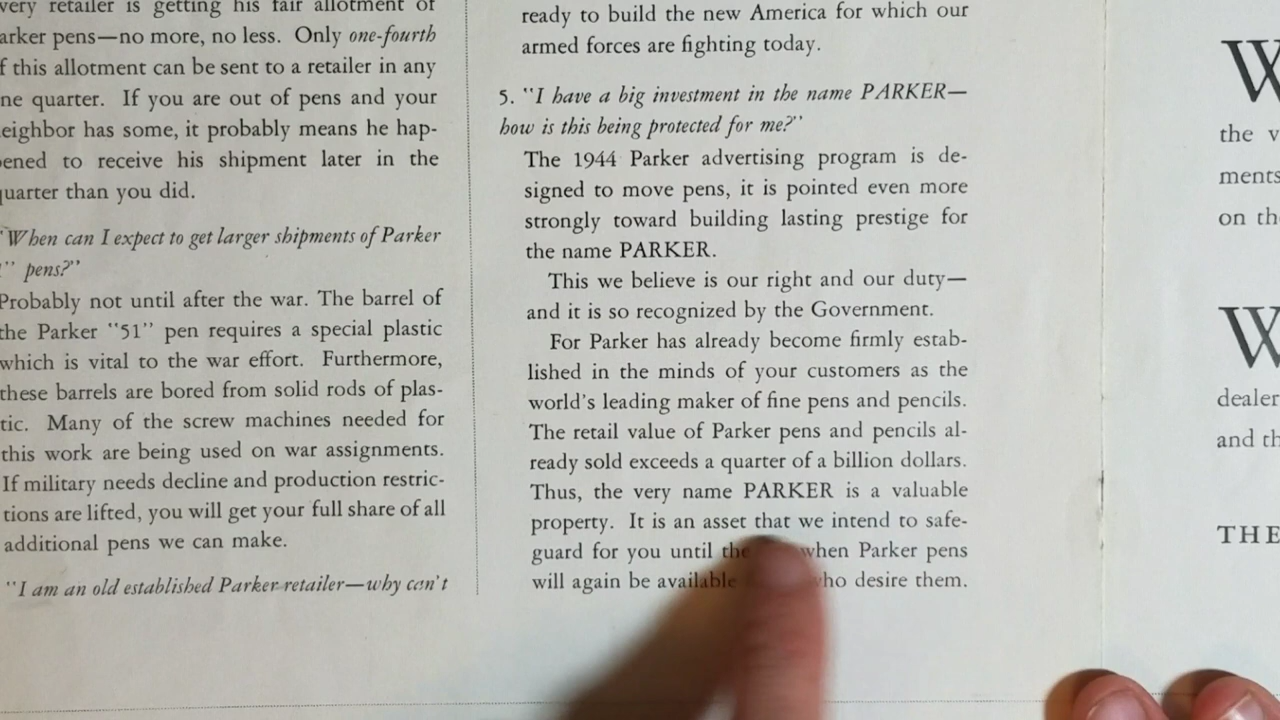 very retailer is getting his fair allotment of
arker pens—no more, no less. Only one-fourth
f this allotment can be sent to a retailer in any
ne quarter. If you are out of pens and your
eighbor has some, it probably means he hap-
ened to receive his shipment later in the
quarter than you did.
"When can I expect to get larger shipments of Parker
" pens?"
Probably not until after the war. The barrel of
the Parker "51" pen requires a special plastic
which is vital to the war effort. Furthermore,
these barrels are bored from solid rods of plas-
tic. Many of the screw machines needed for
this work are being used on war assignments.
If military needs decline and production restric-
tions are lifted, you will get your full share of all
additional pens we can make.
"I am an old established Parker retailer—why can't
ready to build the new America for which our
armed forces are fighting today.
5. "I have a big investment in the name PARKER—
how is this being protected for me?"
The 1944 Parker advertising program is de-
signed to move pens, it is pointed even more
strongly toward building lasting prestige for
the name PARKER.
This we believe is our right and our duty—
and it is so recognized by the Government.
For Parker has already become firmly estab-
lished in the minds of your customers as the
world's leading maker of fine pens and pencils.
The retail value of Parker pens and pencils al-
ready sold exceeds a quarter of a billion dollars.
Thus, the very name PARKER is a valuable
property. It is an asset that we intend to safe-
guard for you until the when Parker pens
will again be available who desire them.
W
the v
ments
on th
W
dealer
and th
THE